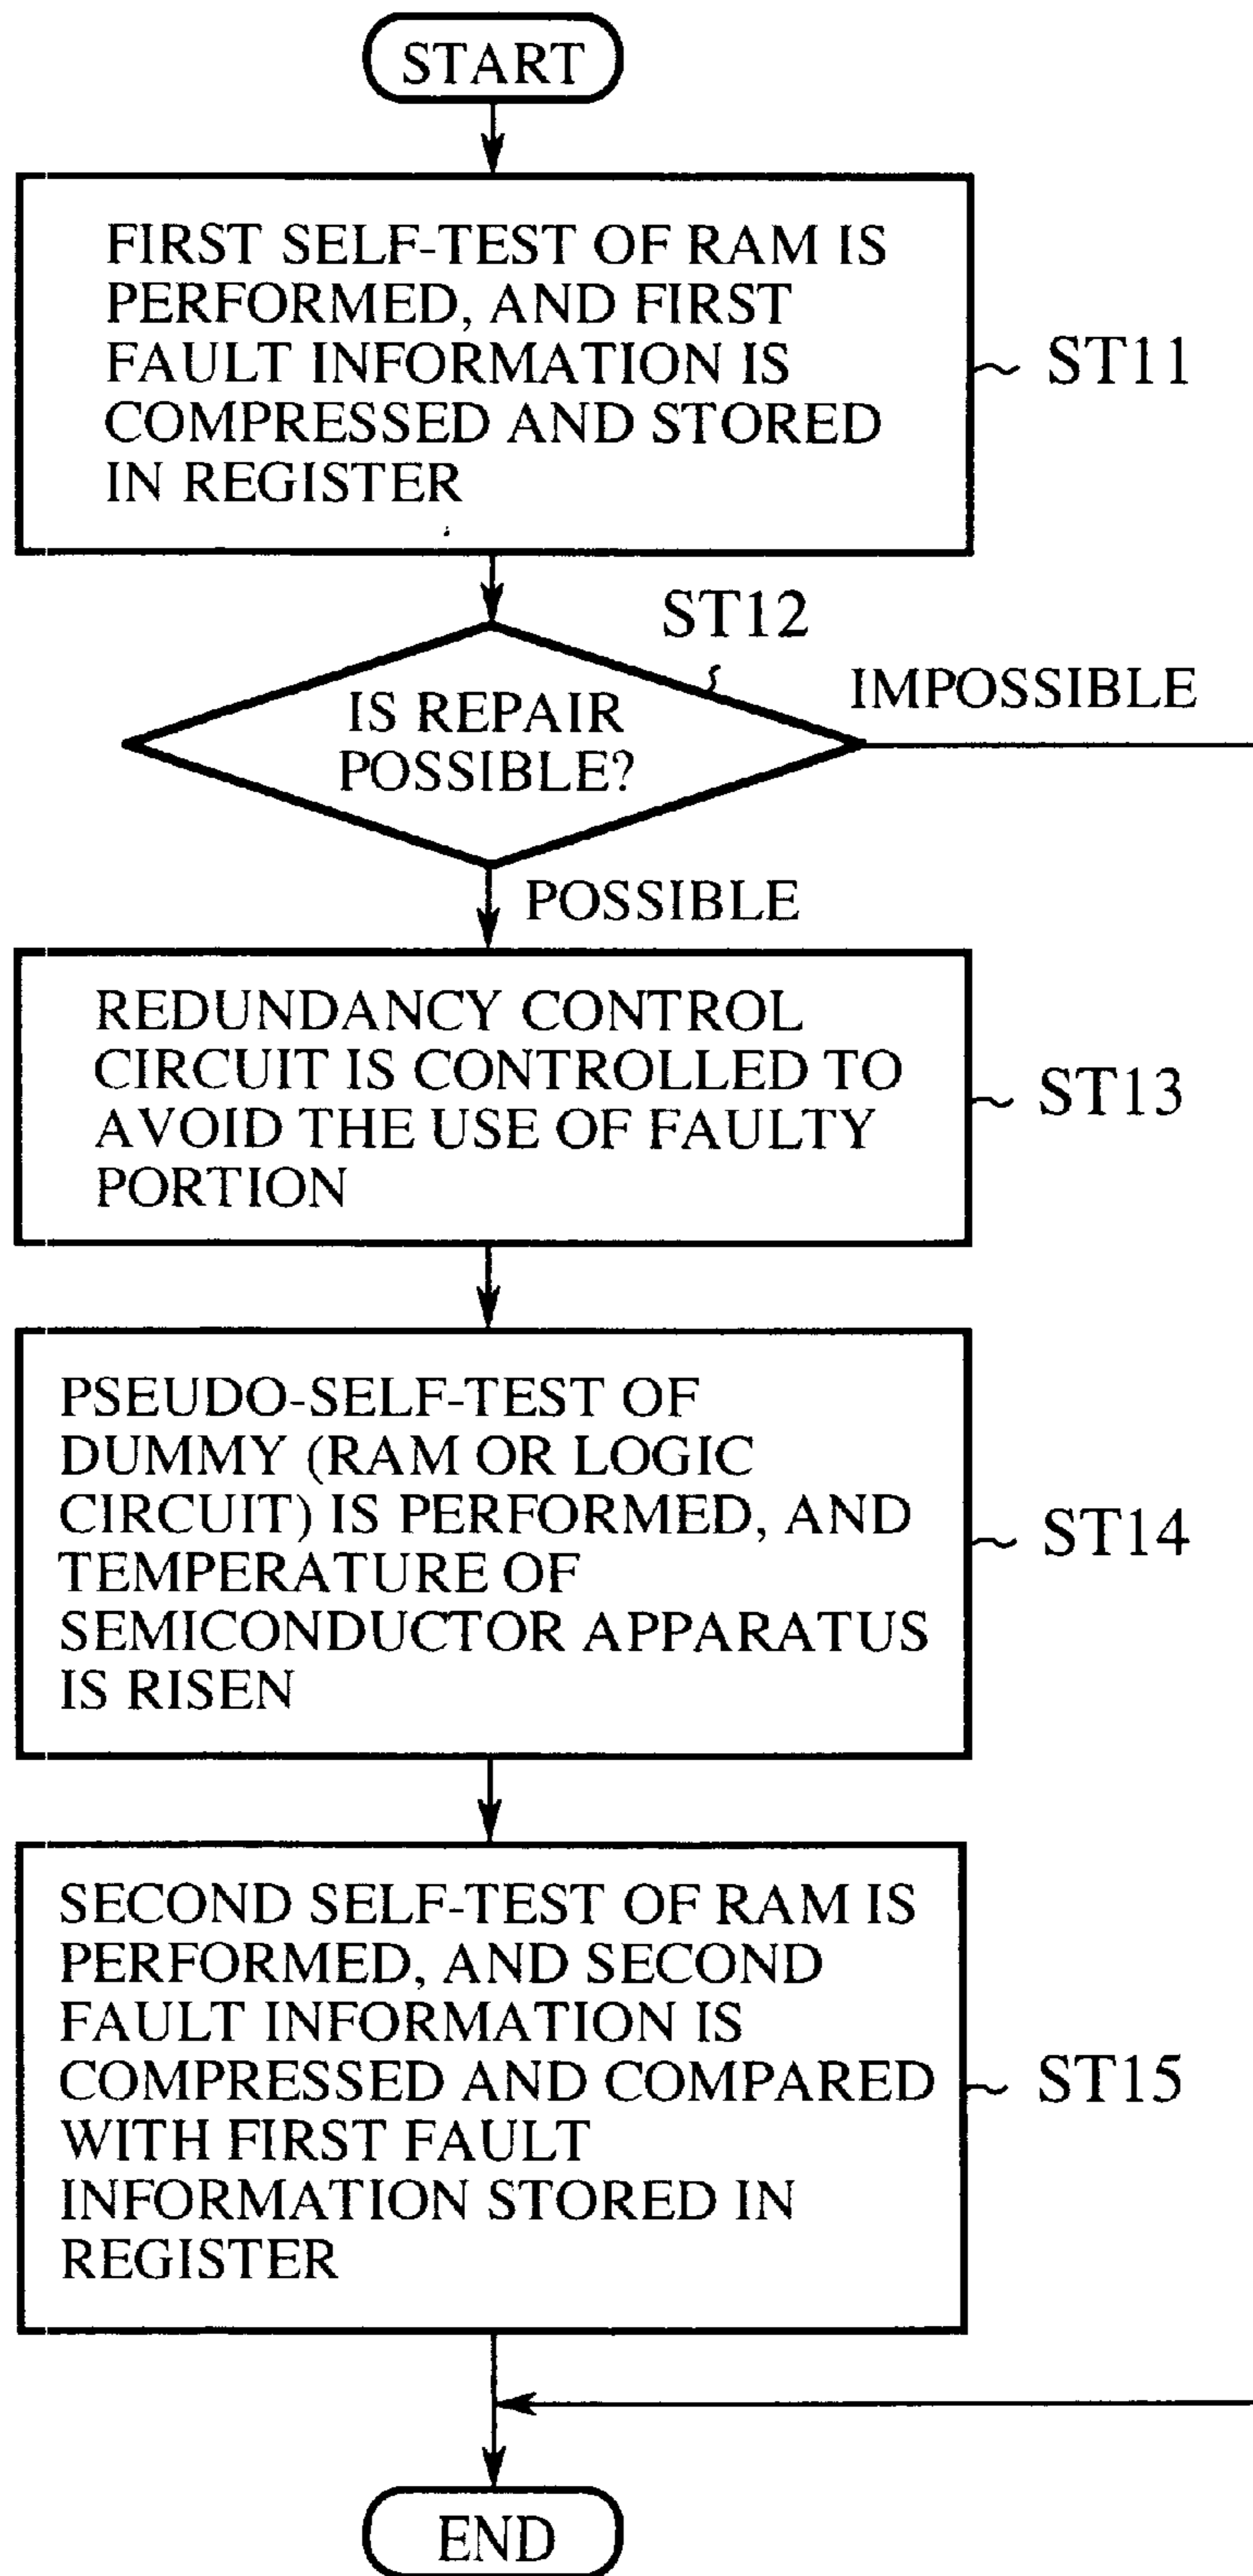 START
FIRST SELF-TEST OF RAM IS
PERFORMED, AND FIRST
FAULT INFORMATION IS
COMPRESSED AND STORED
IN REGISTER
ST11
ST12
IS REPAIR
POSSIBLE?
IMPOSSIBLE
POSSIBLE
REDUNDANCY CONTROL
CIRCUIT IS CONTROLLED TO
AVOID THE USE OF FAULTY
PORTION
ST13
PSEUDO-SELF-TEST OF
DUMMY (RAM OR LOGIC
CIRCUIT) IS PERFORMED, AND
TEMPERATURE OF
SEMICONDUCTOR APPARATUS
IS RISEN
ST14
SECOND SELF-TEST OF RAM IS
PERFORMED, AND SECOND
FAULT INFORMATION IS
COMPRESSED AND COMPARED
WITH FIRST FAULT
INFORMATION STORED IN
REGISTER
ST15
END